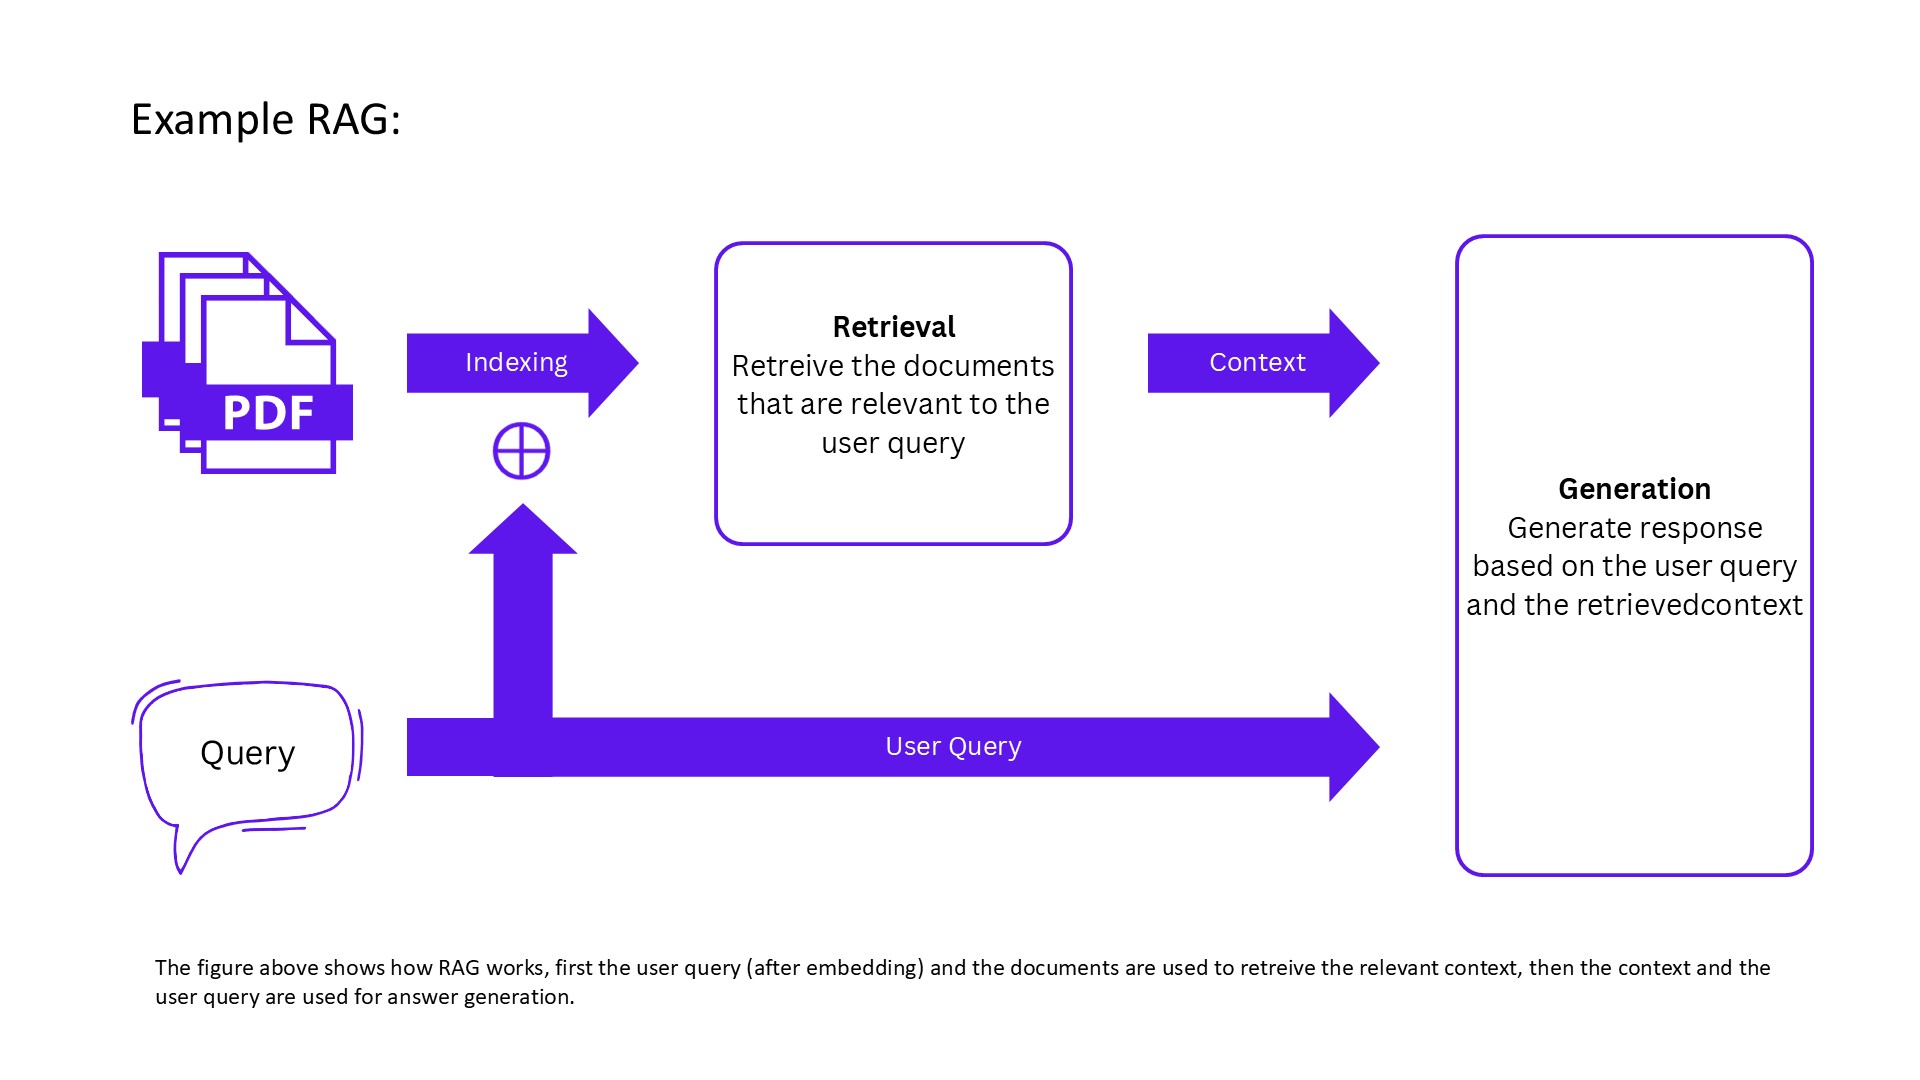 Example RAG:
PDF
Indexing
Retrieval
Retreive the documents
that are relevant to the
user query
Context
Generation
Generate response
based on the user query
and the retrievedcontext
Query
User Query
The figure above shows how RAG works, first the user query (after embedding) and the documents are used to retreive the relevant context, then the context and the
user query are used for answer generation.